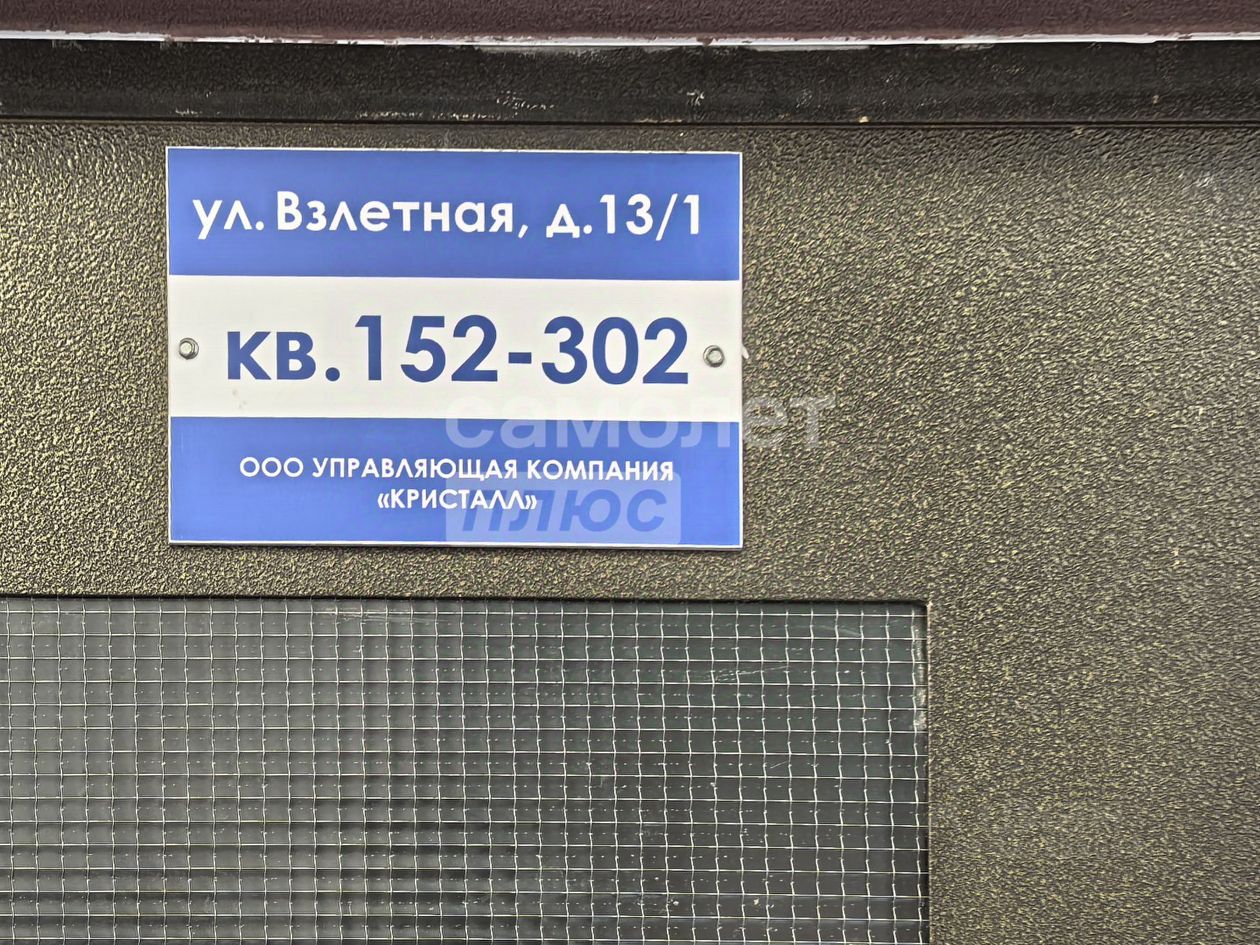 ул. Взлетная, д.13/1
кв.152-302
самолет
ООО УПРАВЛЯЮЩАЯ КОМПАНИЯ
«КРИСТАЛЛ»
плюс